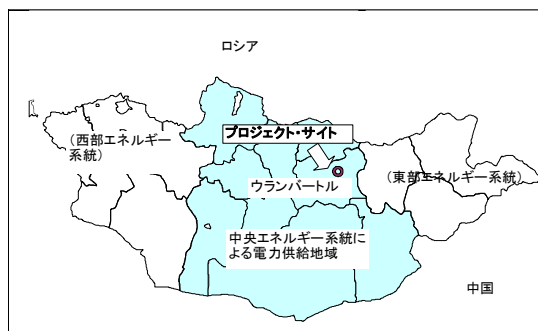 ロシア
プロジェクト・サイト
（西部エネルギー
系統）
（東部エネルギー系統）
ウランバートル
中央エネルギー系統に
よる電力供給地域
中国